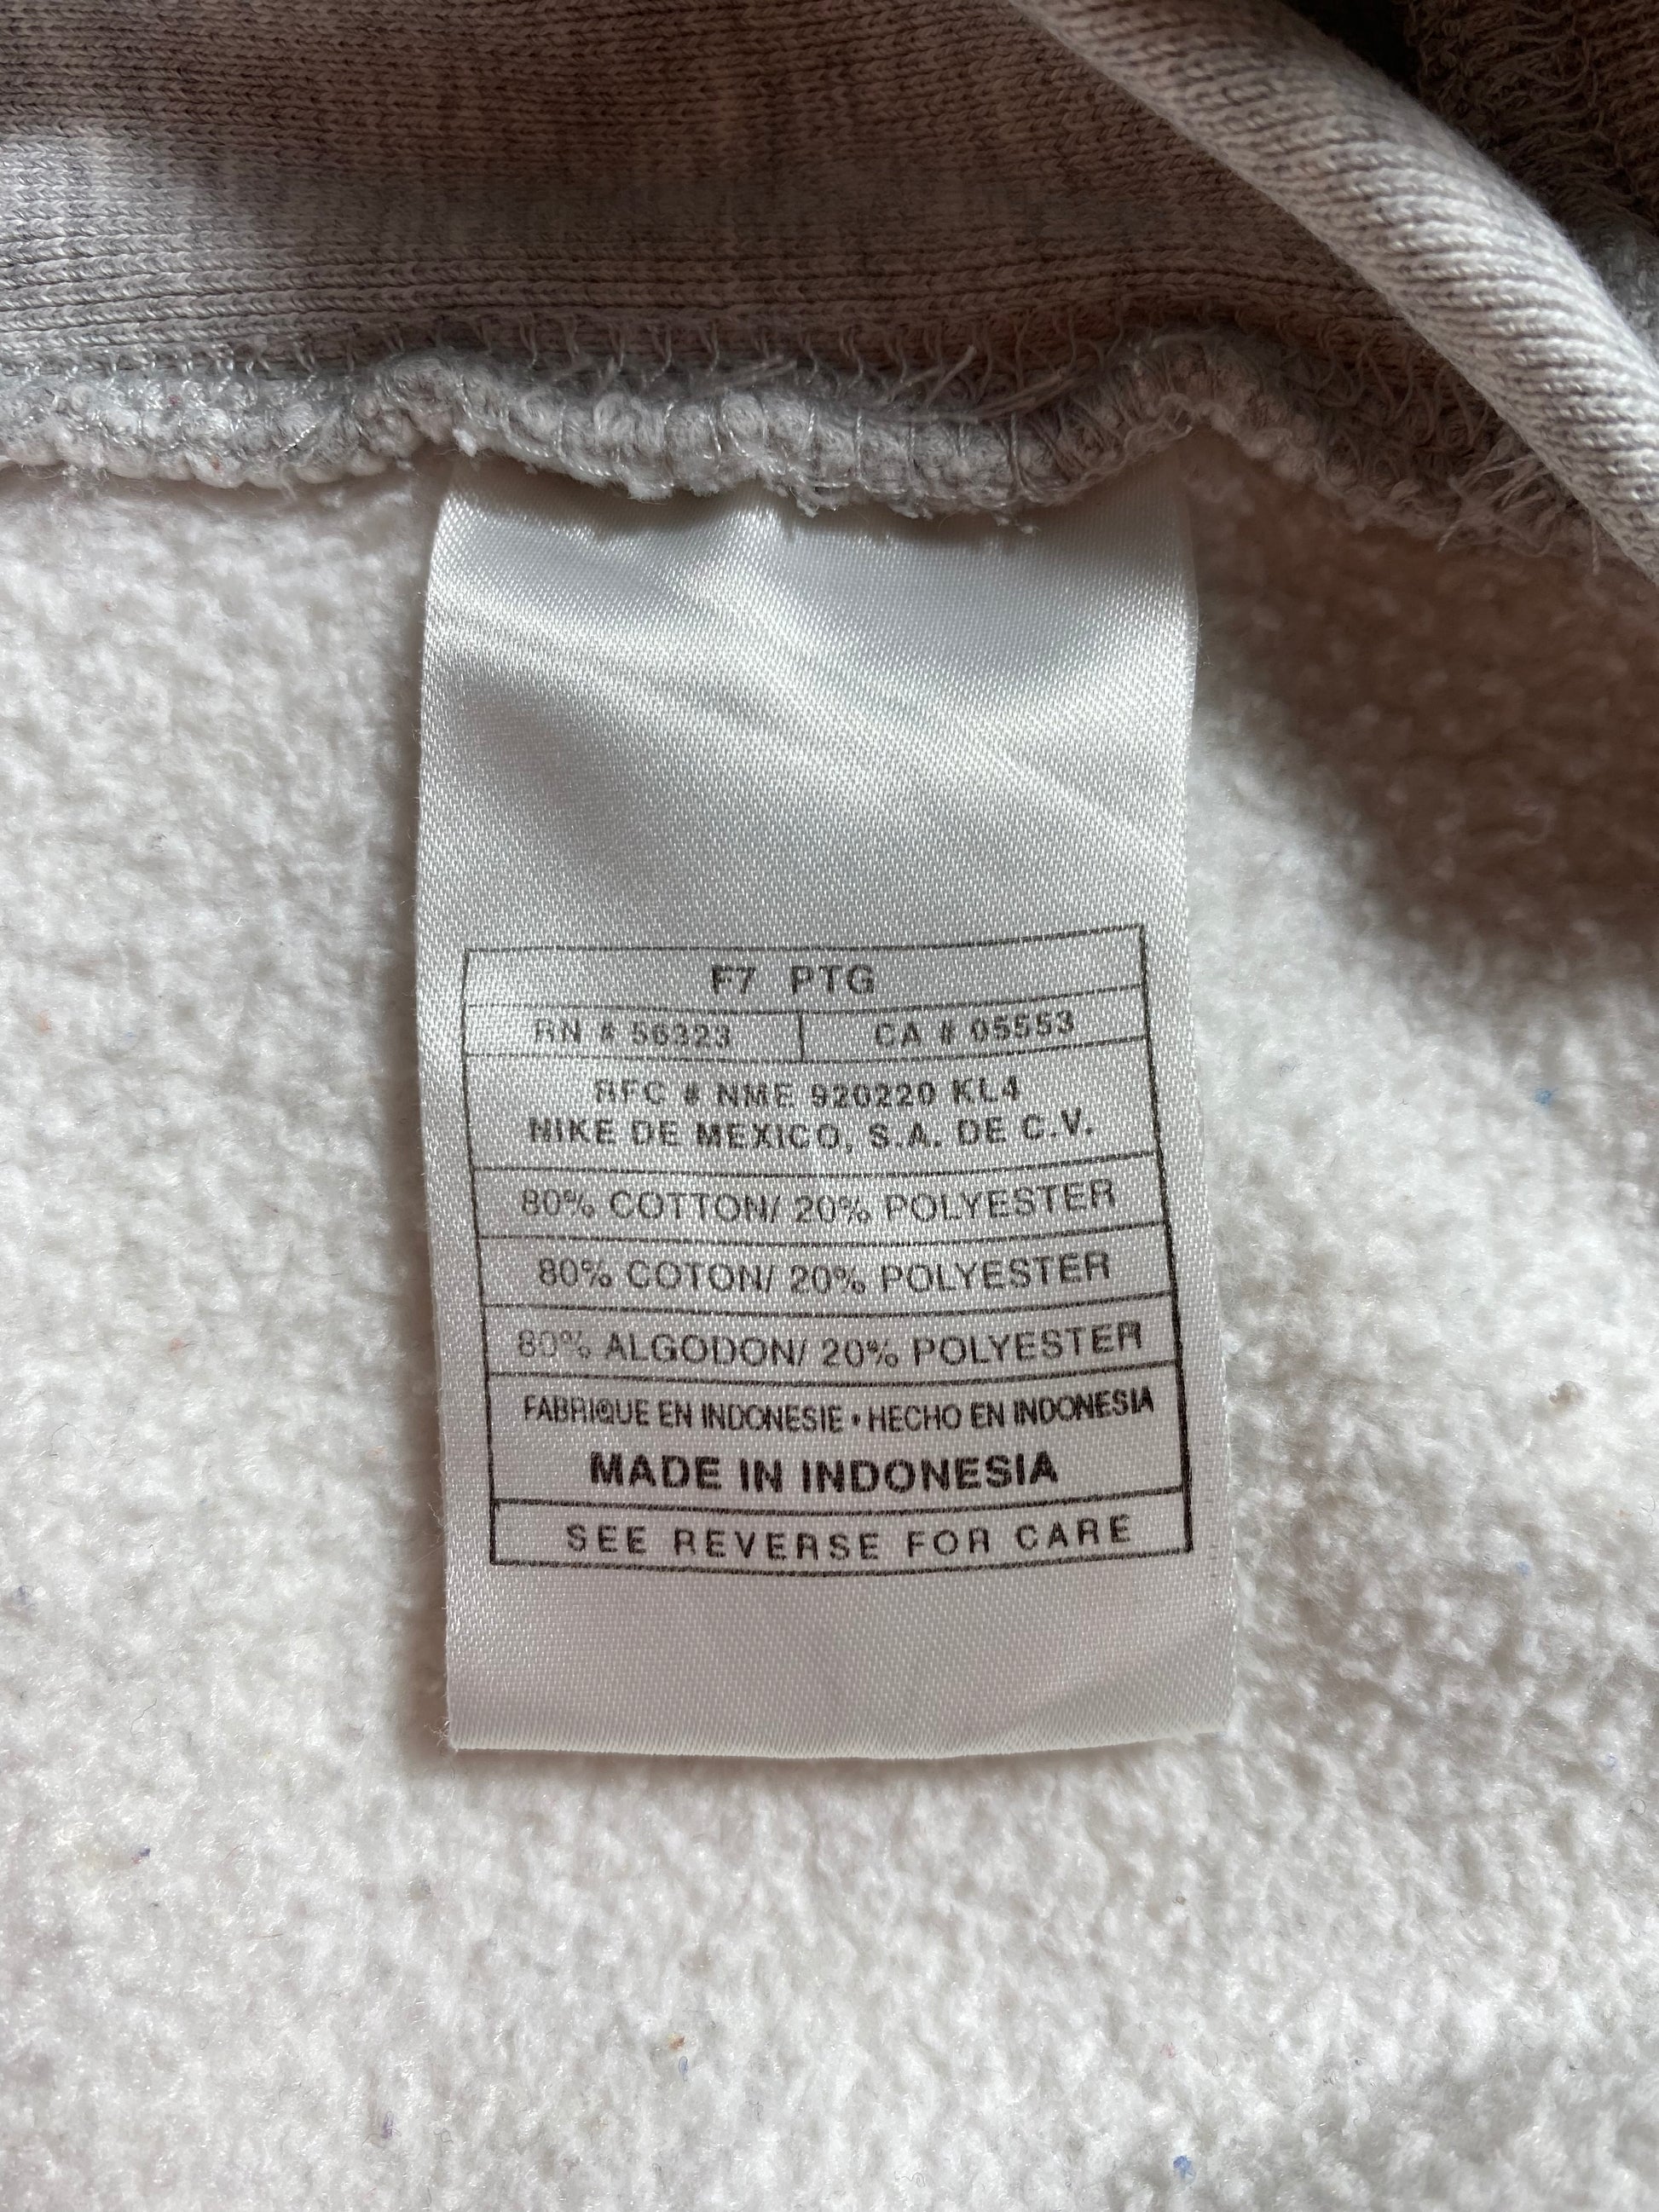 F7 PTG
RN # 56323 CA # 05553
RFC # NME 920220 KL4
NIKE DE MEXICO, S.A. DE C.V.
80% COTTON/ 20% POLYESTER
80% COTON/ 20% POLYESTER
80% ALGODON/ 20% POLYESTER
FABRIQUE EN INDONESIE • HECHO EN INDONESIA
MADE IN INDONESIA
SEE REVERSE FOR CARE